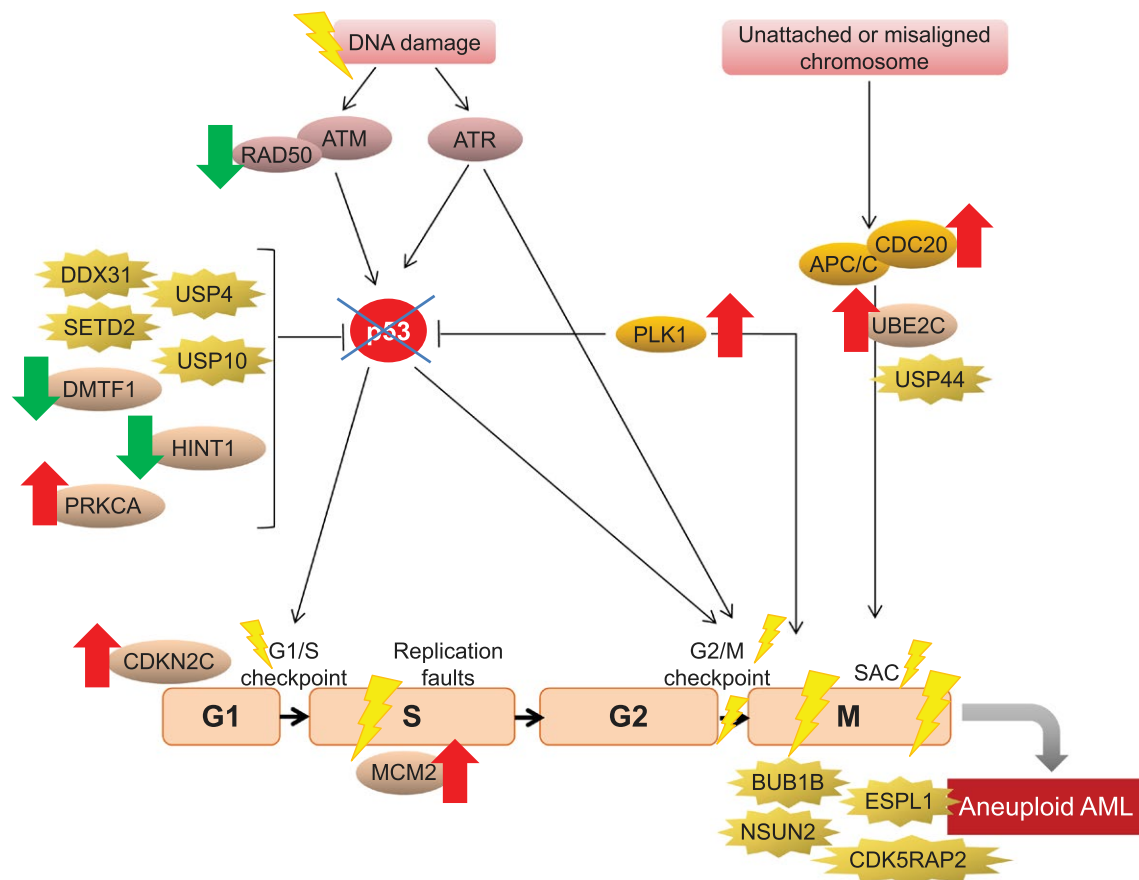 DNA damage
Unattached or misaligned
chromosome
ATM
RAD50
ATR
CDC20
APC/C
DDX31
USP4
SETD2
USP10
p53
PLK1
UBE2C
USP44
DMTF1
HINT1
PRKCA
CDKN2C
G1/S
checkpoint
Replication
faults
G2/M
checkpoint
SAC
G1
S
G2
M
MCM2
BUB1B
ESPL1
NSUN2
CDK5RAP2
Aneuploid AML